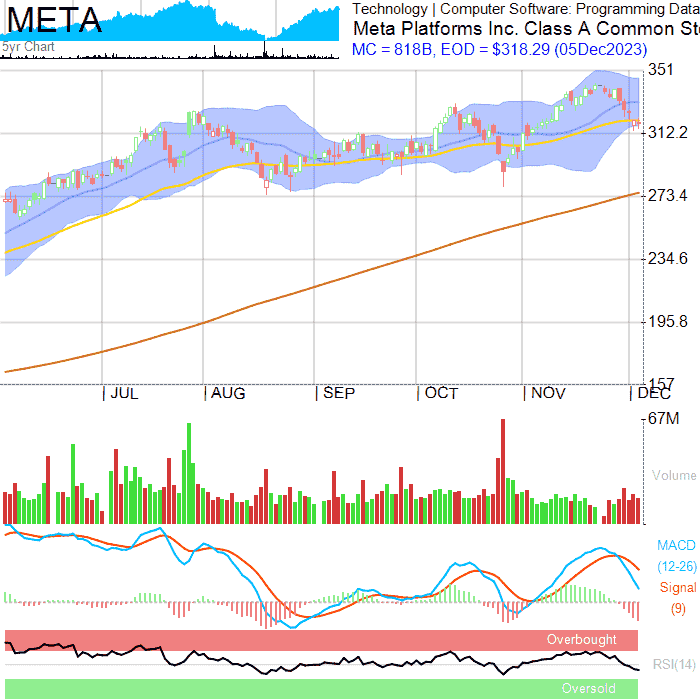 META
Technology | Computer Software: Programming Data
Meta Platforms Inc. Class A Common St
5yr Chart
MC = 818B, EOD = $318.29 (05Dec2023)
351
312.2
273.4
234.6
195.8
157
| JUL | AUG | SEP | OCT | NOV | DEC
67M
Volume
MACD
(12-26)
Signal
(9)
Overbought
RSI(14)
Oversold